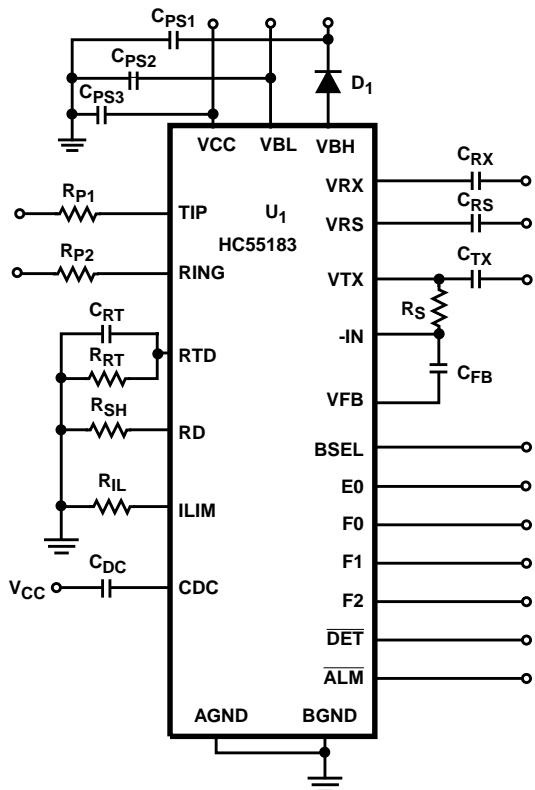 CPS1
CPS2
D1
CPS3
VCC VBL VBH
CRX
VRX
RP1
CRS
TIP U1 VRS
HC55183
RP2
CTX
RING VTX
RS
CRT
-IN
RTD
RRT
CFB
RSH
VFB
RD
BSEL
RIL
E0
ILIM F0
CDC
F1
VCC CDC
F2
DET
ALM
AGND BGND